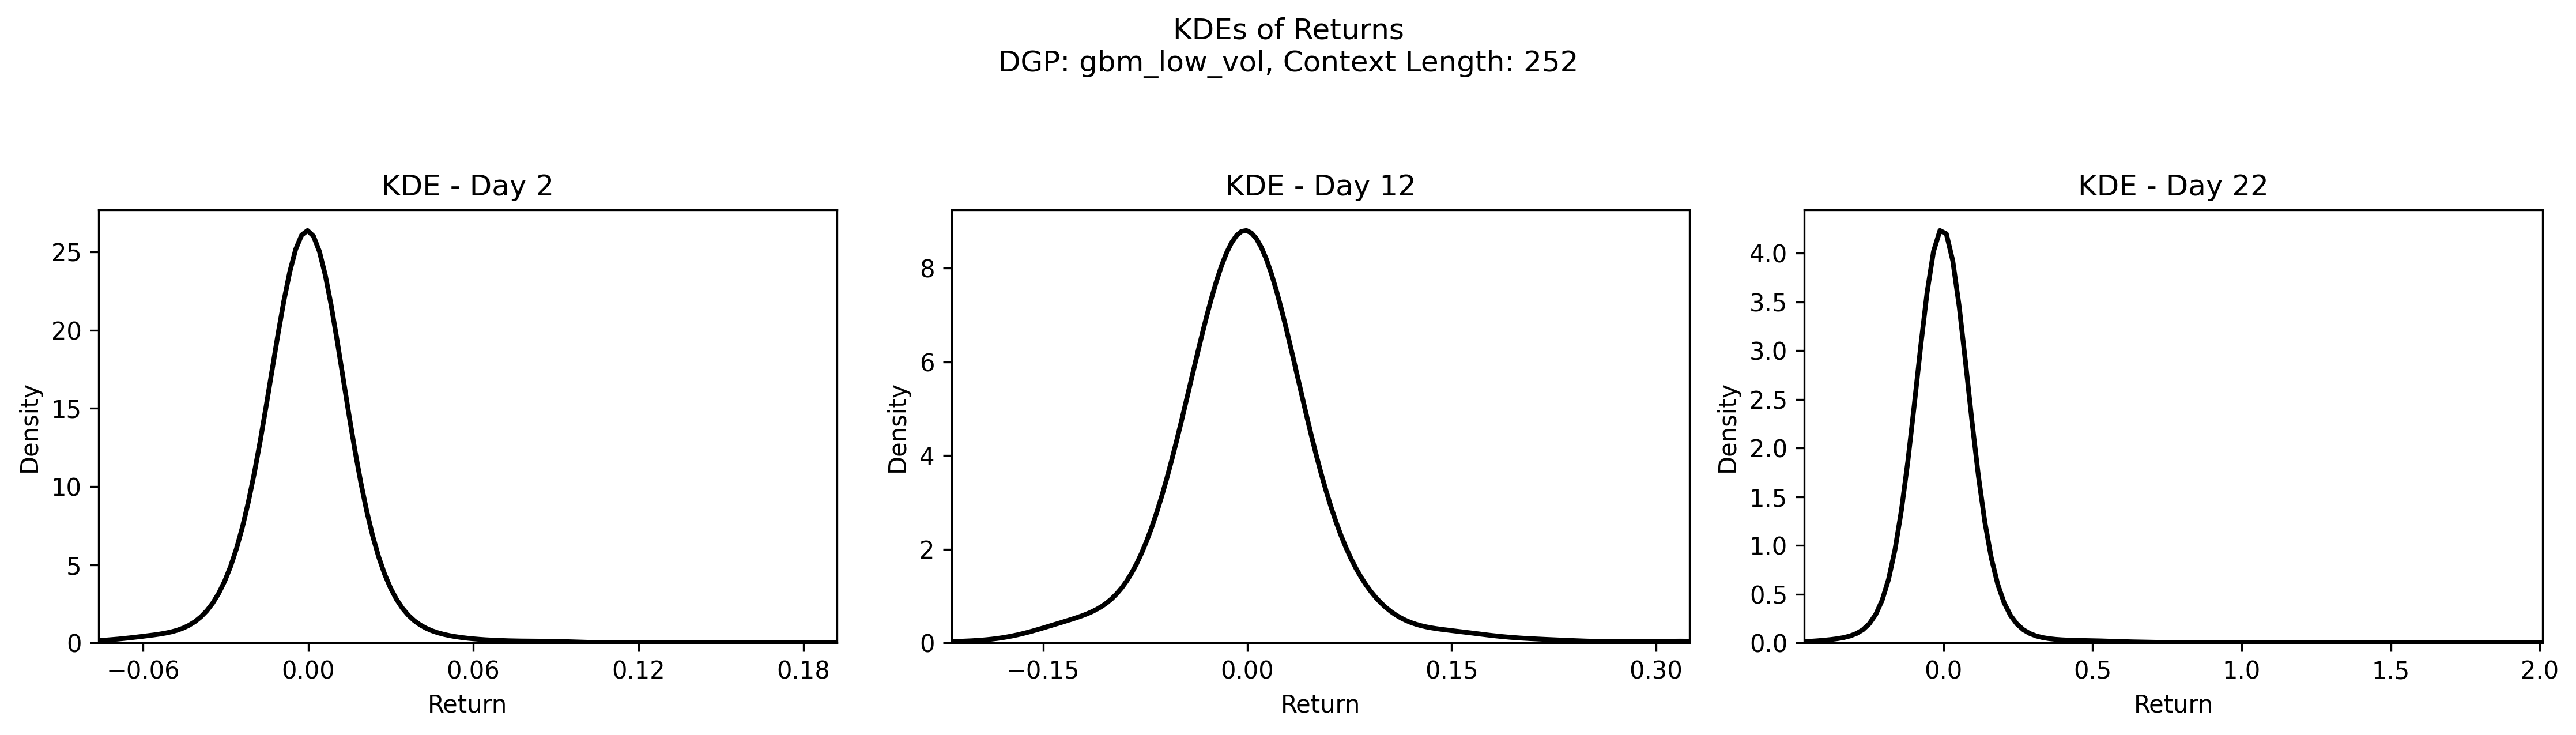 KDEs of Returns
DGP: gbm_low_vol, Context Length: 252
KDE - Day 2
25
20
15
10
5
0
Density
−0.06 0.00 0.06 0.12 0.18
Return
KDE - Day 12
8
6
4
2
0
Density
−0.15 0.00 0.15 0.30
Return
KDE - Day 22
4.0
3.5
3.0
2.5
2.0
1.5
1.0
0.5
0.0
Density
0.0 0.5 1.0 1.5 2.0
Return